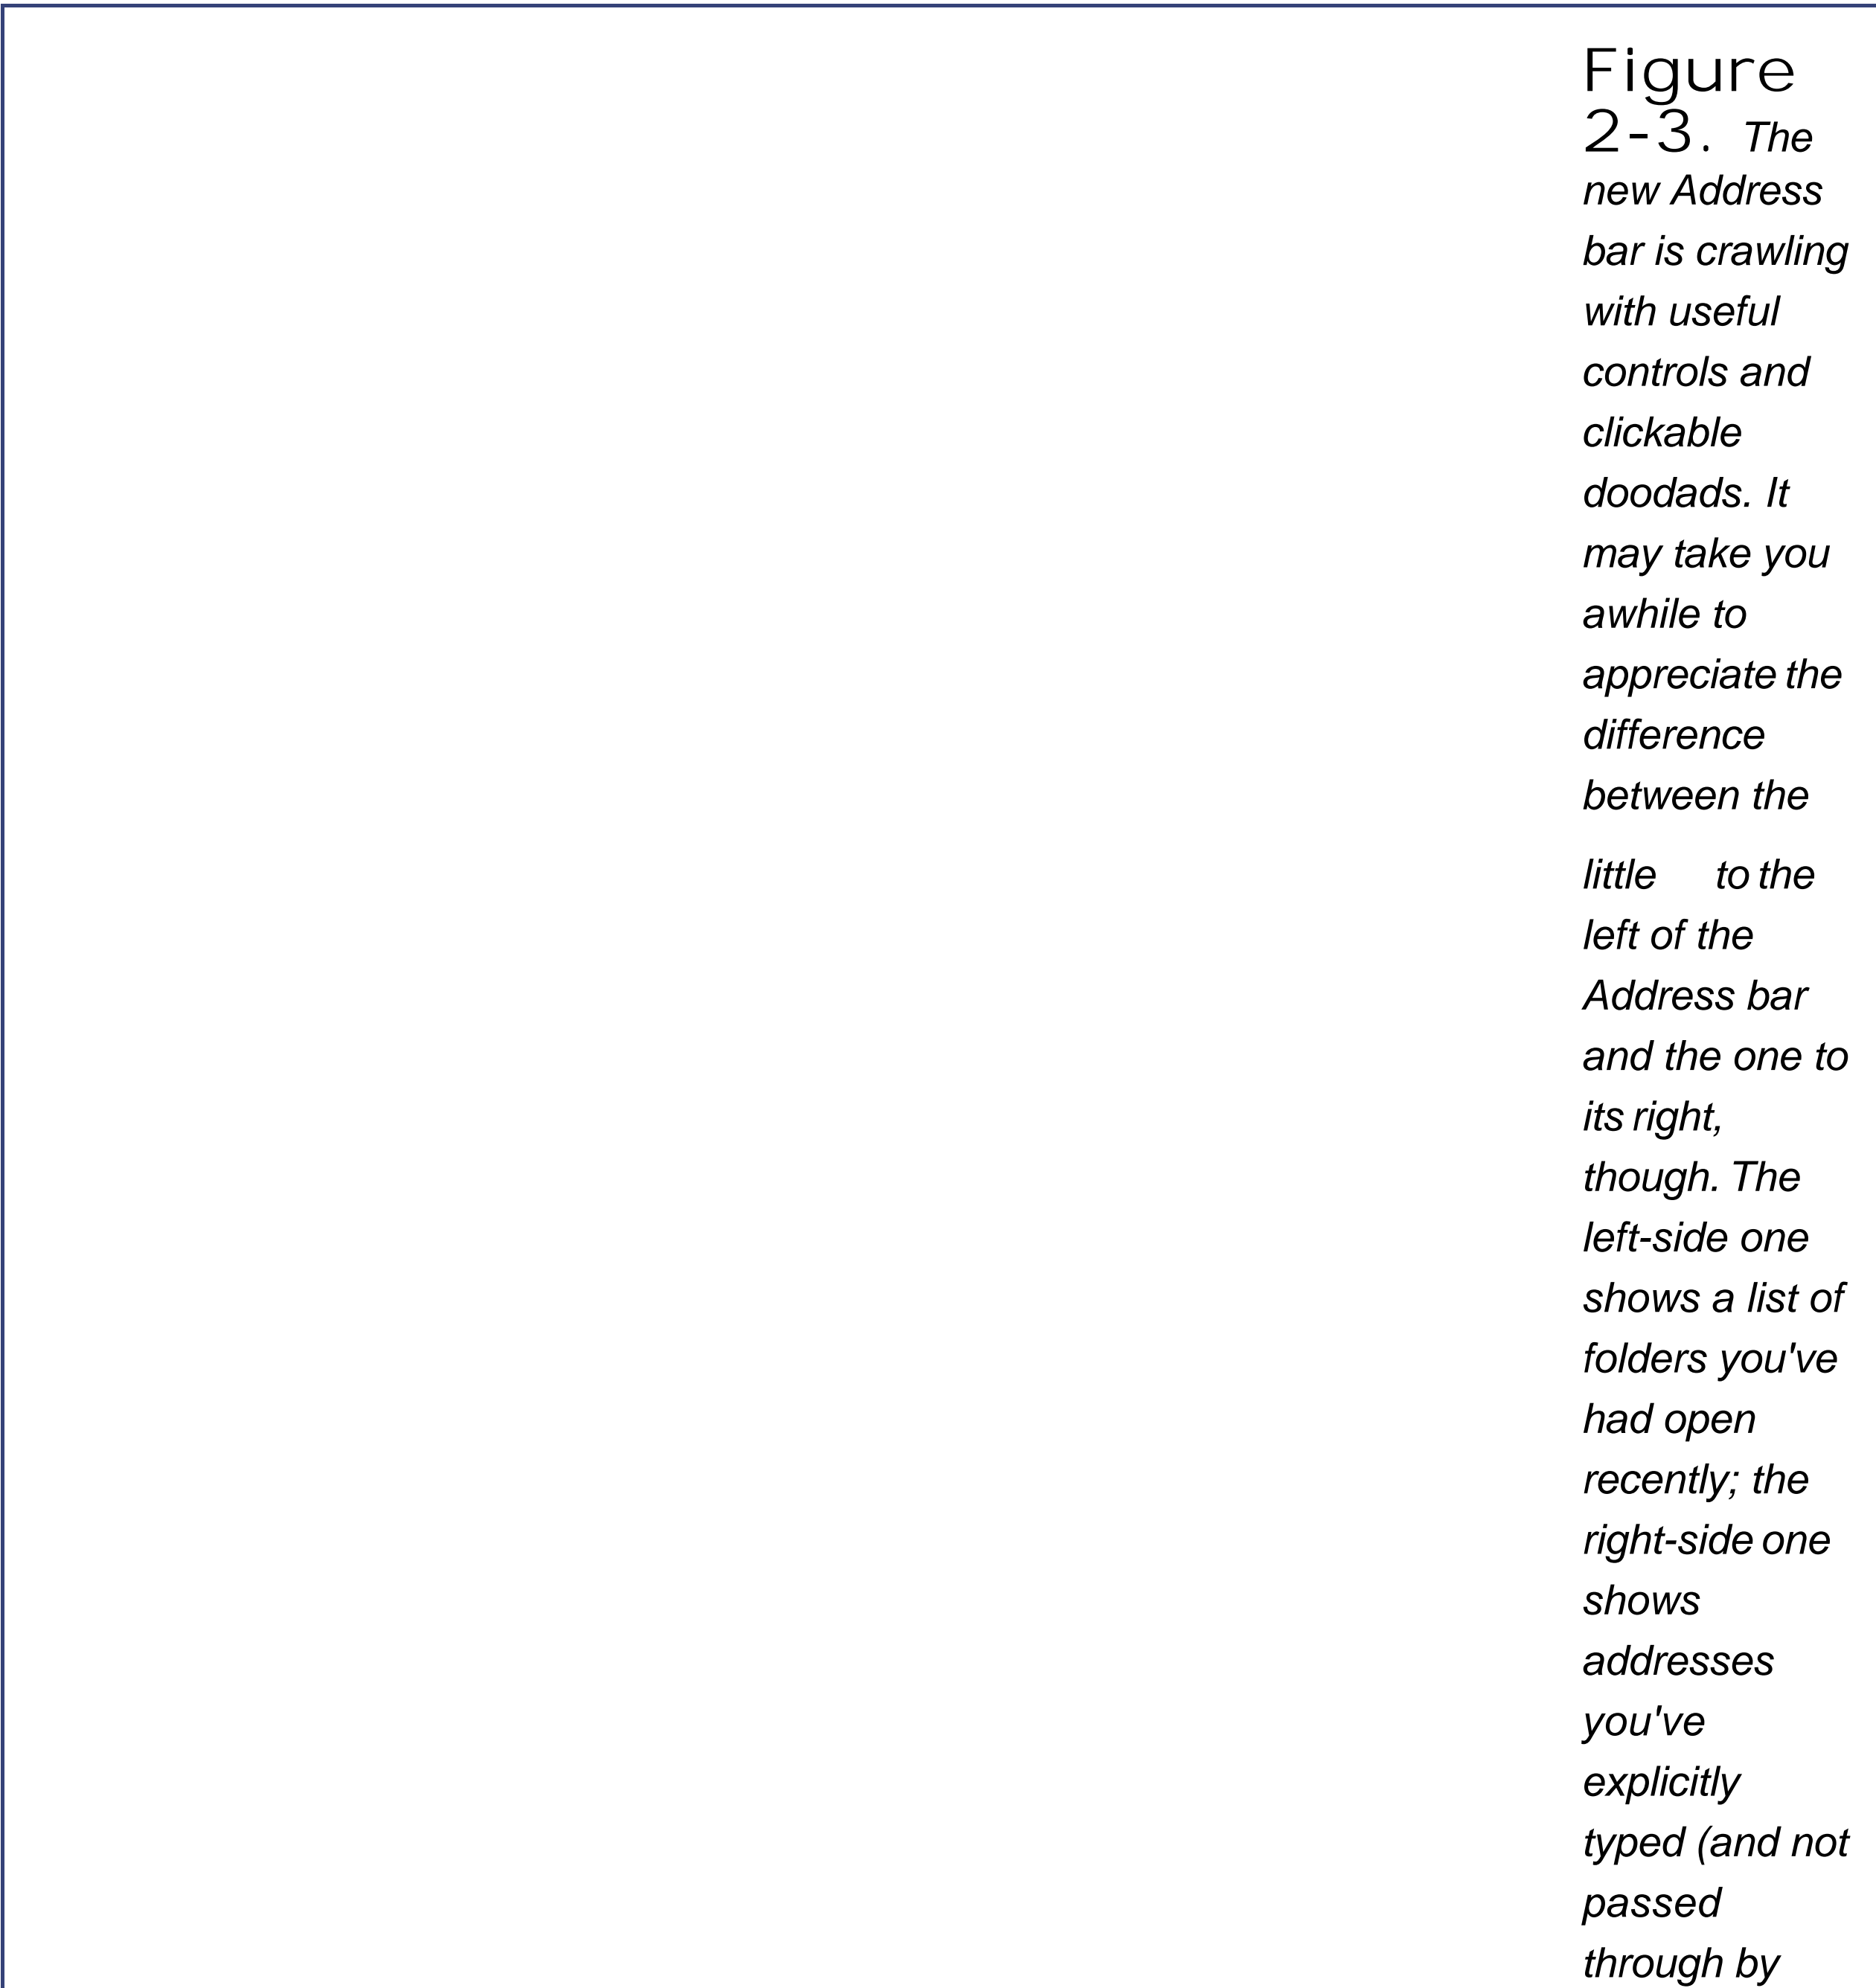 Figure
2-3. The
new Address
bar is crawling
with useful
controls and
clickable
doodads. It
may take you
awhile to
appreciate the
difference
between the
little to the
left of the
Address bar
and the one to
its right,
though. The
left-side one
shows a list of
folders you've
had open
recently; the
right-side one
shows
addresses
you've
explicitly
typed (and not
passed
through by